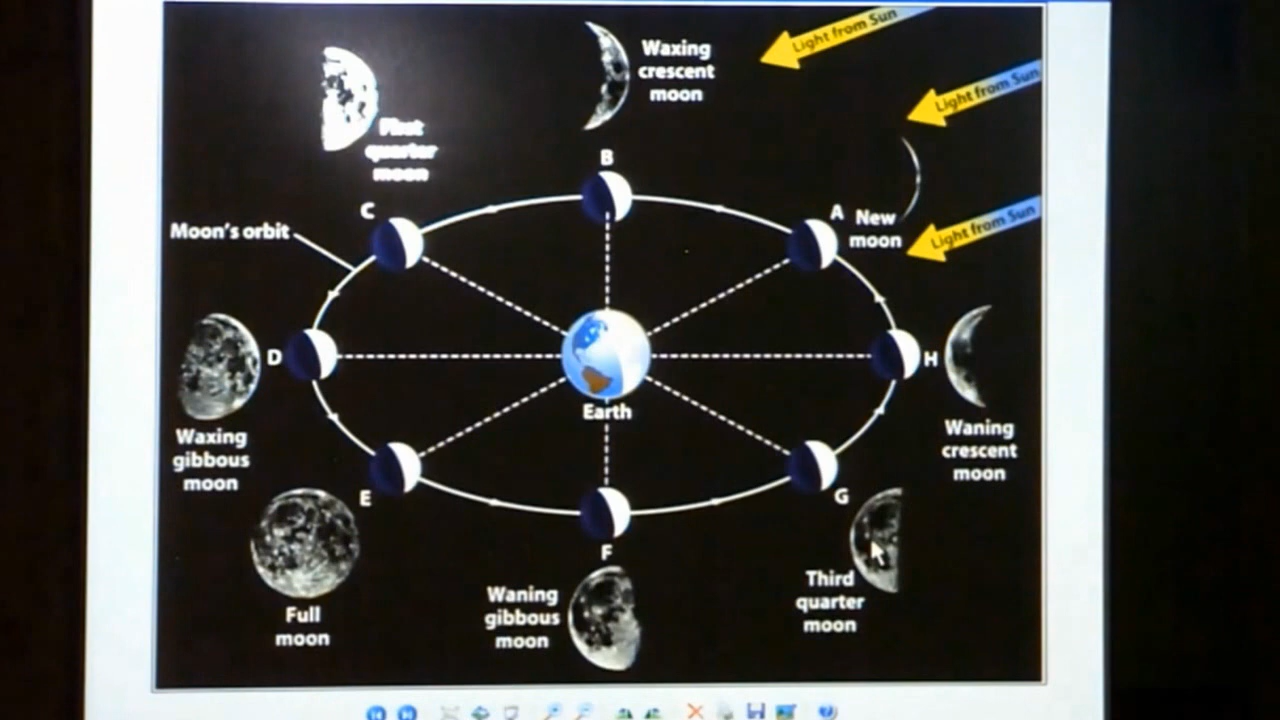 Light from Sun
Waxing
crescent
moon
Light from Sun
First
quarter
moon
B
C
A
New
moon
Light from Sun
Moon's orbit
D
H
Earth
Waxing
gibbous
moon
Waning
crescent
moon
E
G
F
Full
moon
Waning
gibbous
moon
Third
quarter
moon